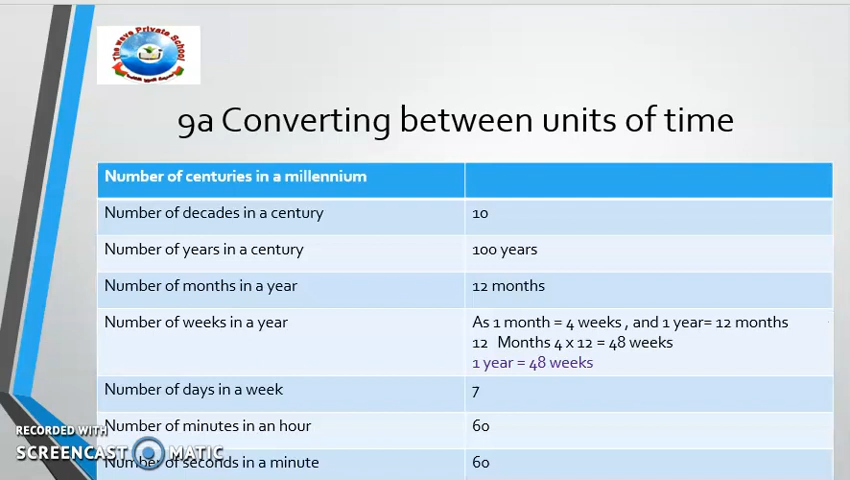 The wave Private School
9a Converting between units of time
Number of centuries in a millennium
Number of decades in a century 10
Number of years in a century 100 years
Number of months in a year 12 months
Number of weeks in a year As 1 month = 4 weeks , and 1 year= 12 months
12 Months 4 x 12 = 48 weeks
1 year = 48 weeks
Number of days in a week 7
Number of minutes in an hour 60
Number of seconds in a minute 60
RECORDED WITH
SCREENCAST MATIC